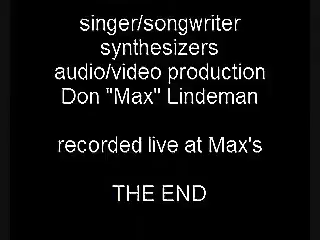 singer/songwriter
synthesizers
audio/video production
Don "Max" Lindeman
recorded live at Max's
THE END